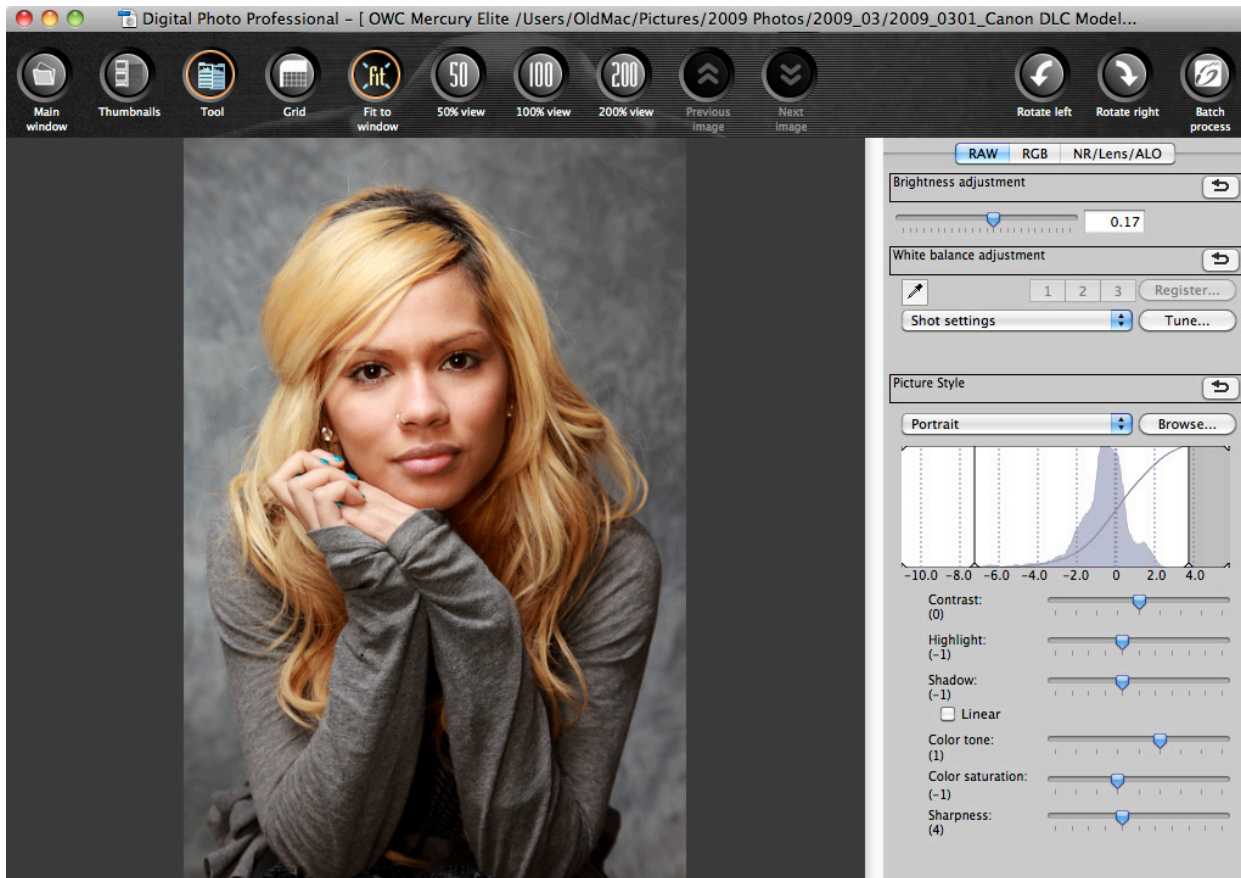 Digital Photo Professional – [ OWC Mercury Elite /Users/OldMac/Pictures/2009 Photos/2009_03/2009_0301_Canon DLC Model...
50 100 200
fit
Main window
Thumbnails
Tool
Grid
Fit to window
50% view
100% view
200% view
Previous image
Next image
Rotate left
Rotate right
Batch process
RAW RGB NR/Lens/ALO
Brightness adjustment
0.17
White balance adjustment
1 2 3 Register...
Shot settings Tune...
Picture Style
Portrait Browse...
-10.0 -8.0 -6.0 -4.0 -2.0 0 2.0 4.0
Contrast:
(0)
Highlight:
(-1)
Shadow:
(-1)
Linear
Color tone:
(1)
Color saturation:
(-1)
Sharpness:
(4)